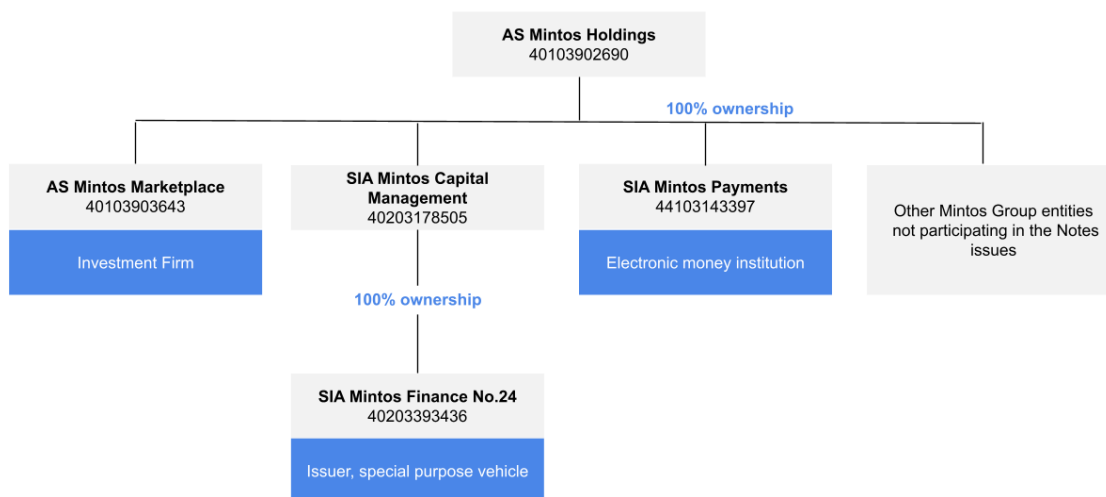 AS Mintos Holdings
40103902690
100% ownership
AS Mintos Marketplace
40103903643
Investment Firm
SIA Mintos Capital
Management
40203178505
SIA Mintos Payments
44103143397
Electronic money institution
Other Mintos Group entities
not participating in the Notes
issues
100% ownership
SIA Mintos Finance No.24
40203393436
Issuer, special purpose vehicle